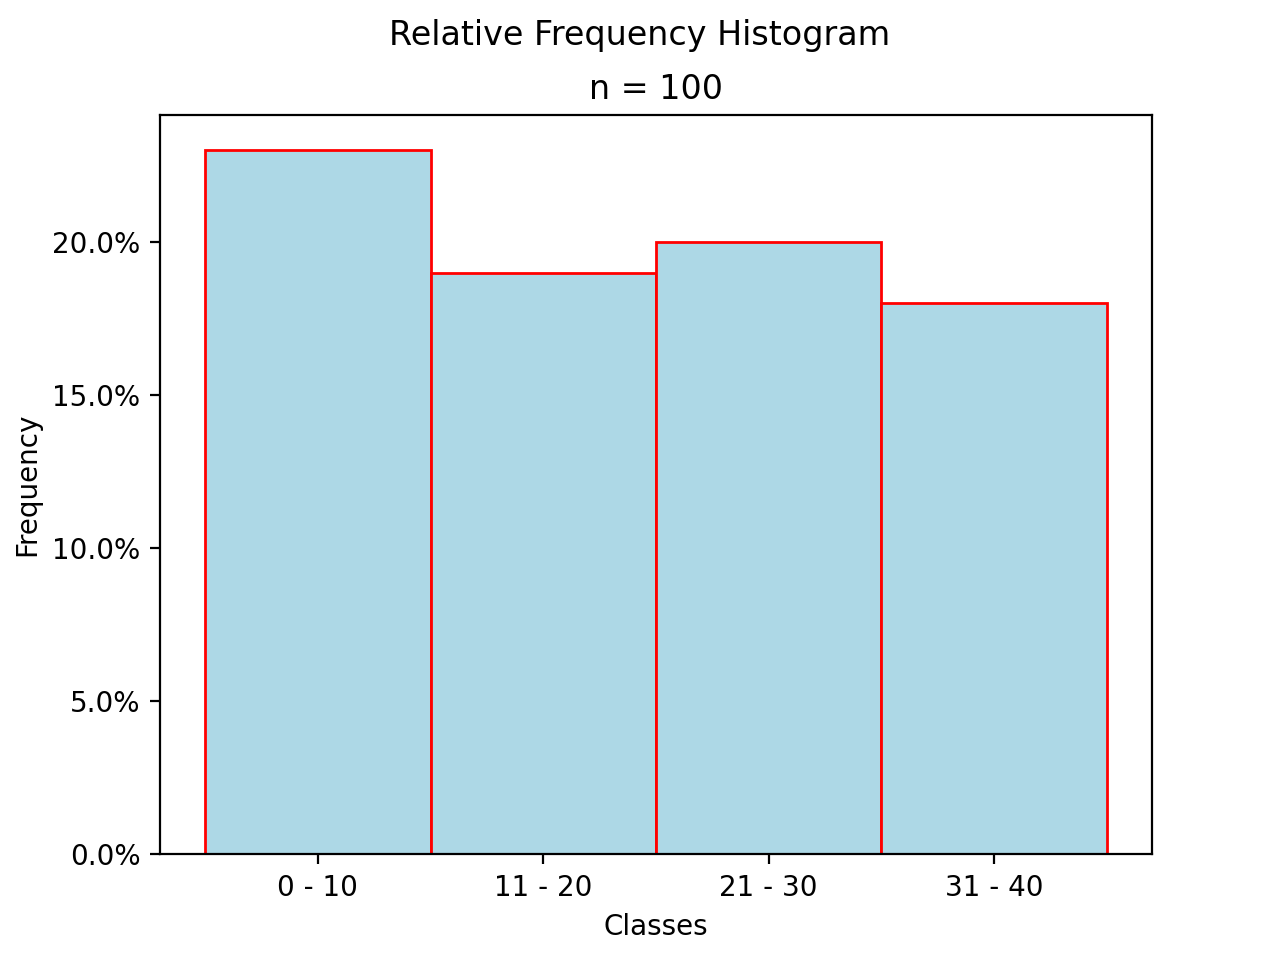 Relative Frequency Histogram
n = 100
20.0%
15.0%
10.0%
5.0%
0.0%
Frequency
0 - 10
11 - 20
21 - 30
31 - 40
Classes